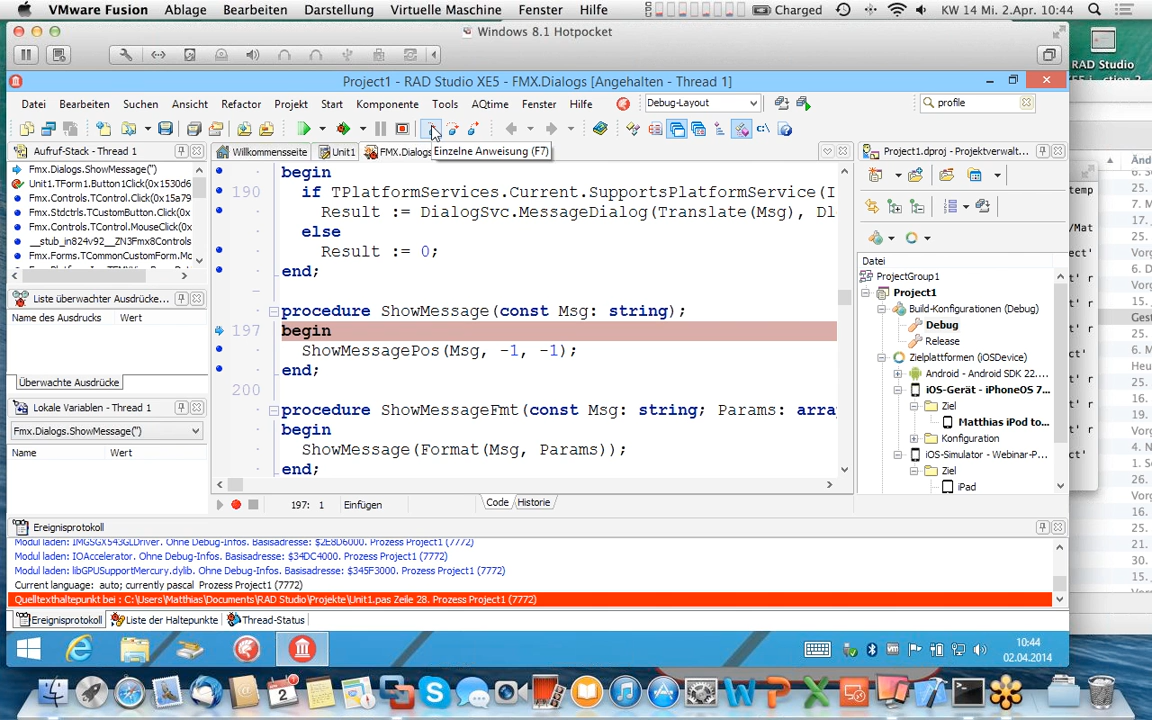 VMware Fusion Ablage Bearbeiten Darstellung Virtuelle Maschine Fenster Hilfe Charged KW 14 Mi. 2.Apr. 10:44
Windows 8.1 Hotpocket
Project1 - RAD Studio XE5 - FMX.Dialogs [Angehalten - Thread 1]
RAD Studio
Datei Bearbeiten Suchen Ansicht Refactor Projekt Start Komponente Tools AQtime Fenster Hilfe Debug-Layout profile
Einzelne Anweisung (F7)
Aufruf-Stack - Thread 1
Fmx.Dialogs.ShowMessage('')
Unit1.TForm1.Button1Click(0x1530d6
Fmx.Controls.TControl.Click(0x15a79
Fmx.Stdctrls.TCustomButton.Click(0x
Fmx.Controls.TControl.MouseClick(0x
__stub_in824v92__ZN3Fmx8Controls
Fmx.Forms.TCommonCustomForm.Mo
Liste überwachter Ausdrücke...
Name des Ausdrucks Wert
Überwachte Ausdrücke
Lokale Variablen - Thread 1
Fmx.Dialogs.ShowMessage('')
Name Wert
Willkommensseite Unit1 FMX.Dialogs
begin
190 if TPlatformServices.Current.SupportsPlatformService(I
Result := DialogSvc.MessageDialog(Translate(Msg), Dl
else
Result := 0;
end;
procedure ShowMessage(const Msg: string);
197 begin
ShowMessagePos(Msg, -1, -1);
end;
200
procedure ShowMessageFmt(const Msg: string; Params: arra
begin
ShowMessage(Format(Msg, Params));
end;
197: 1 Einfügen Code Historie
Project1.dproj - Projektverwalt...
Datei
ProjectGroup1
Project1
Build-Konfigurationen (Debug)
Debug
Release
Zielplattformen (iOSDevice)
Android - Android SDK 22....
iOS-Gerät - iPhoneOS 7...
Ziel
Matthias iPod to...
Konfiguration
iOS-Simulator - Webinar-P...
Ziel
iPad
Ereignisprotokoll
Modul laden: IMGSGX543GLDriver. Ohne Debug-Infos. Basisadresse: $2E8D6000. Prozess Project1 (7772)
Modul laden: IOAccelerator. Ohne Debug-Infos. Basisadresse: $34DC4000. Prozess Project1 (7772)
Modul laden: libGPUSupportMercury.dylib. Ohne Debug-Infos. Basisadresse: $345F3000. Prozess Project1 (7772)
Current language: auto; currently pascal Prozess Project1 (7772)
Quelltexthaltepunkt bei : C:\Users\Matthias\Documents\RAD Studio\Projekte\Unit1.pas Zeile 28. Prozess Project1 (7772)
Ereignisprotokoll Liste der Haltepunkte Thread-Status
10:44
02.04.2014